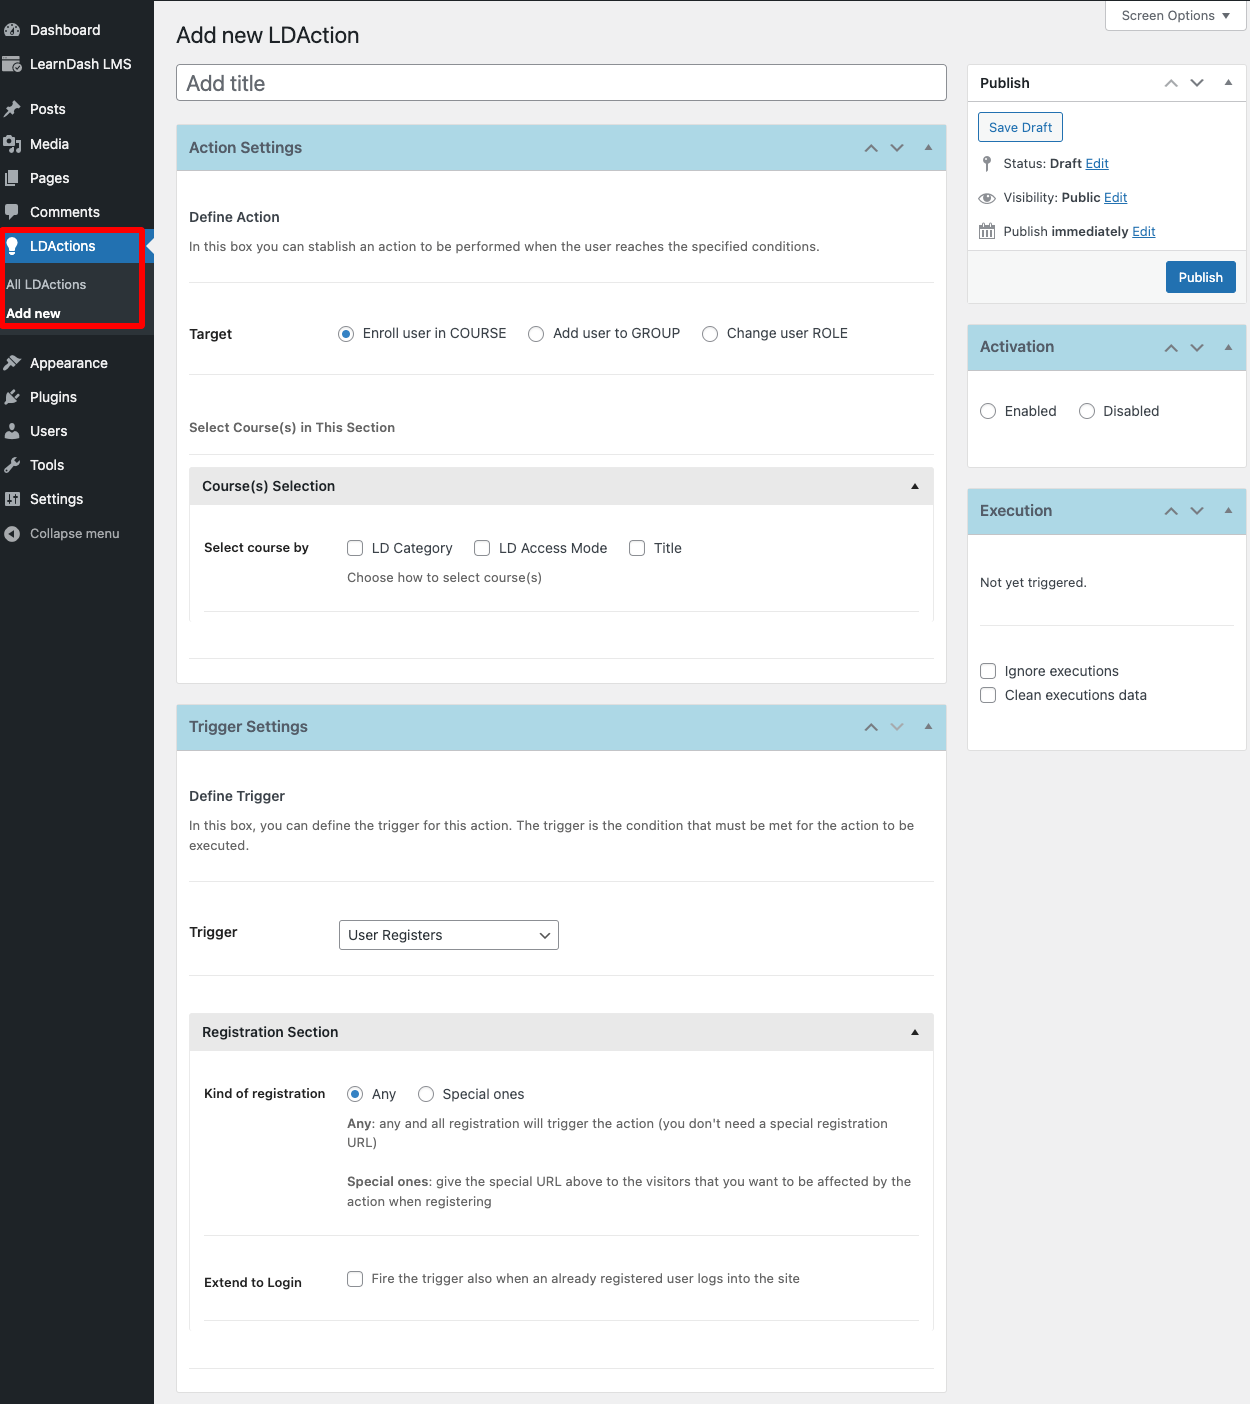 Dashboard
LearnDash LMS
Posts
Media
Pages
Comments
LDActions
All LDActions
Add new
Appearance
Plugins
Users
Tools
Settings
Collapse menu
Screen Options
Add new LDAction
Add title
Action Settings
Define Action
In this box you can stablish an action to be performed when the user reaches the specified conditions.
Target
Enroll user in COURSE
Add user to GROUP
Change user ROLE
Select Course(s) in This Section
Course(s) Selection
Select course by
LD Category
LD Access Mode
Title
Choose how to select course(s)
Trigger Settings
Define Trigger
In this box, you can define the trigger for this action. The trigger is the condition that must be met for the action to be
executed.
Trigger
User Registers
Registration Section
Kind of registration
Any
Special ones
Any: any and all registration will trigger the action (you don't need a special registration
URL)
Special ones: give the special URL above to the visitors that you want to be affected by the
action when registering
Extend to Login
Fire the trigger also when an already registered user logs into the site
Publish
Save Draft
Status: Draft Edit
Visibility: Public Edit
Publish immediately Edit
Publish
Activation
Enabled
Disabled
Execution
Not yet triggered.
Ignore executions
Clean executions data